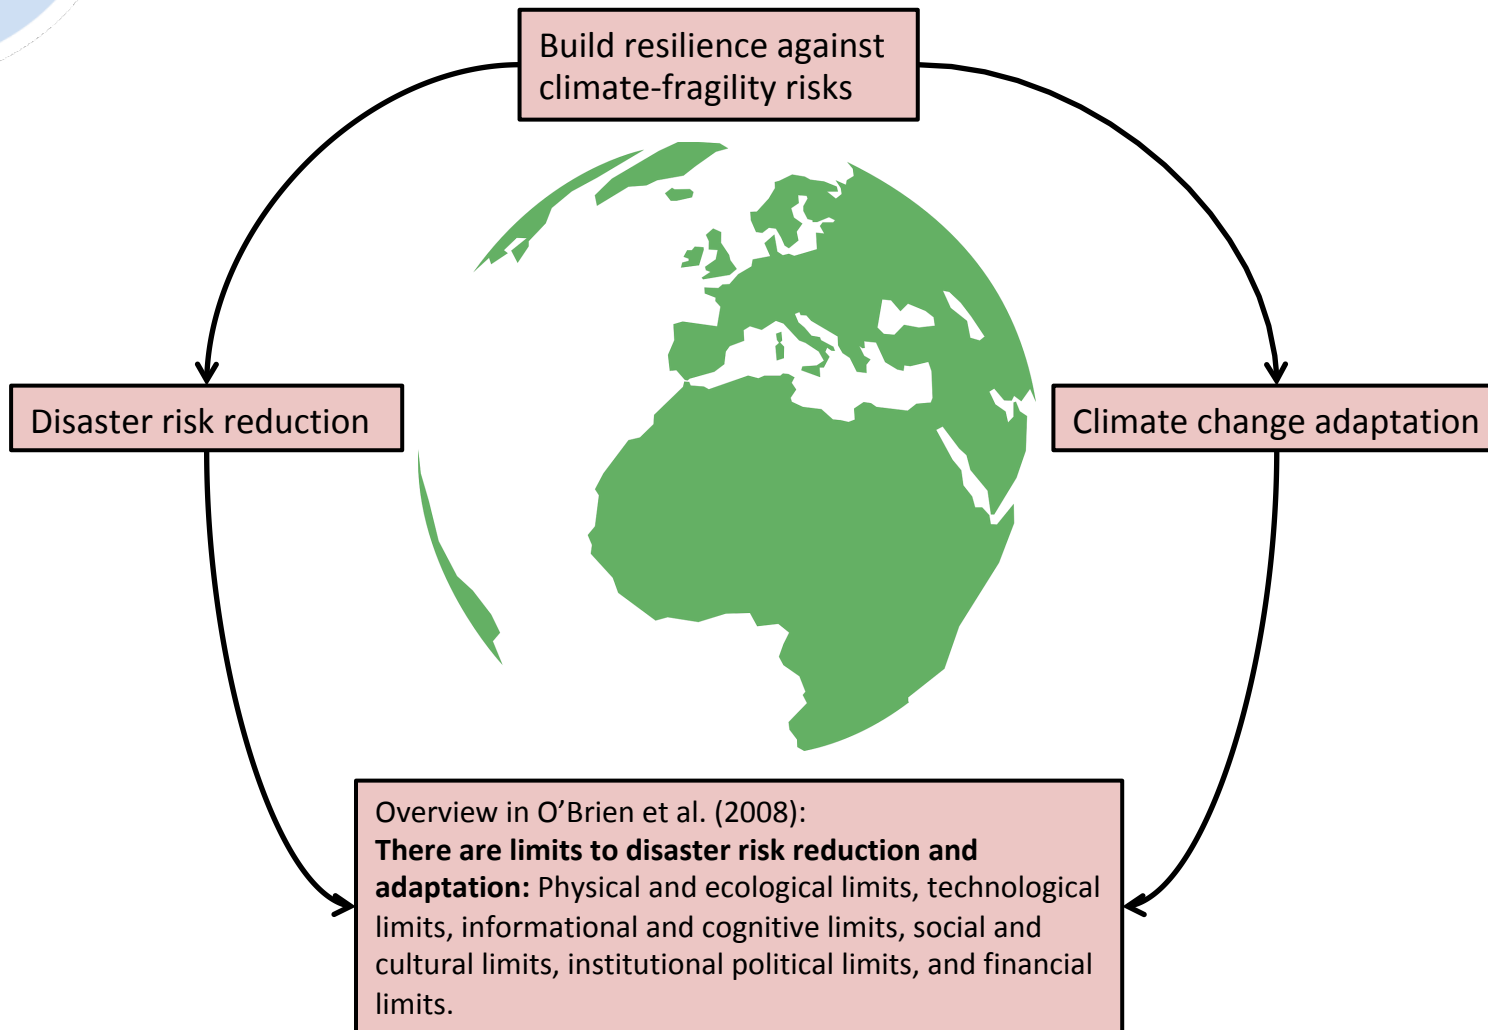 Build resilience against
climate-fragility risks
Disaster risk reduction
Climate change adaptation
Overview in O’Brien et al. (2008):
There are limits to disaster risk reduction and
adaptation: Physical and ecological limits, technological
limits, informational and cognitive limits, social and
cultural limits, institutional political limits, and financial
limits.